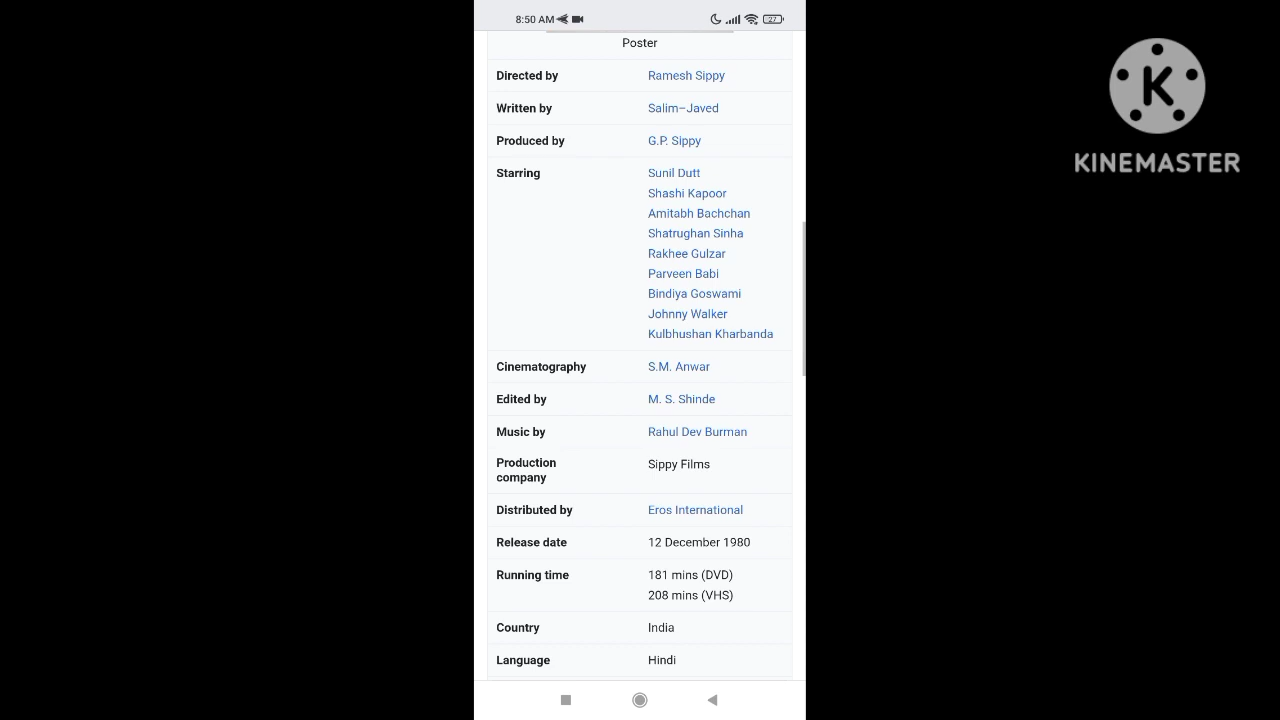 8:50 AM
27
Poster
Directed by Ramesh Sippy
Written by Salim–Javed
Produced by G.P. Sippy
Starring Sunil Dutt
Shashi Kapoor
Amitabh Bachchan
Shatrughan Sinha
Rakhee Gulzar
Parveen Babi
Bindiya Goswami
Johnny Walker
Kulbhushan Kharbanda
Cinematography S.M. Anwar
Edited by M. S. Shinde
Music by Rahul Dev Burman
Production company Sippy Films
Distributed by Eros International
Release date 12 December 1980
Running time 181 mins (DVD)
208 mins (VHS)
Country India
Language Hindi
K
KINEMASTER